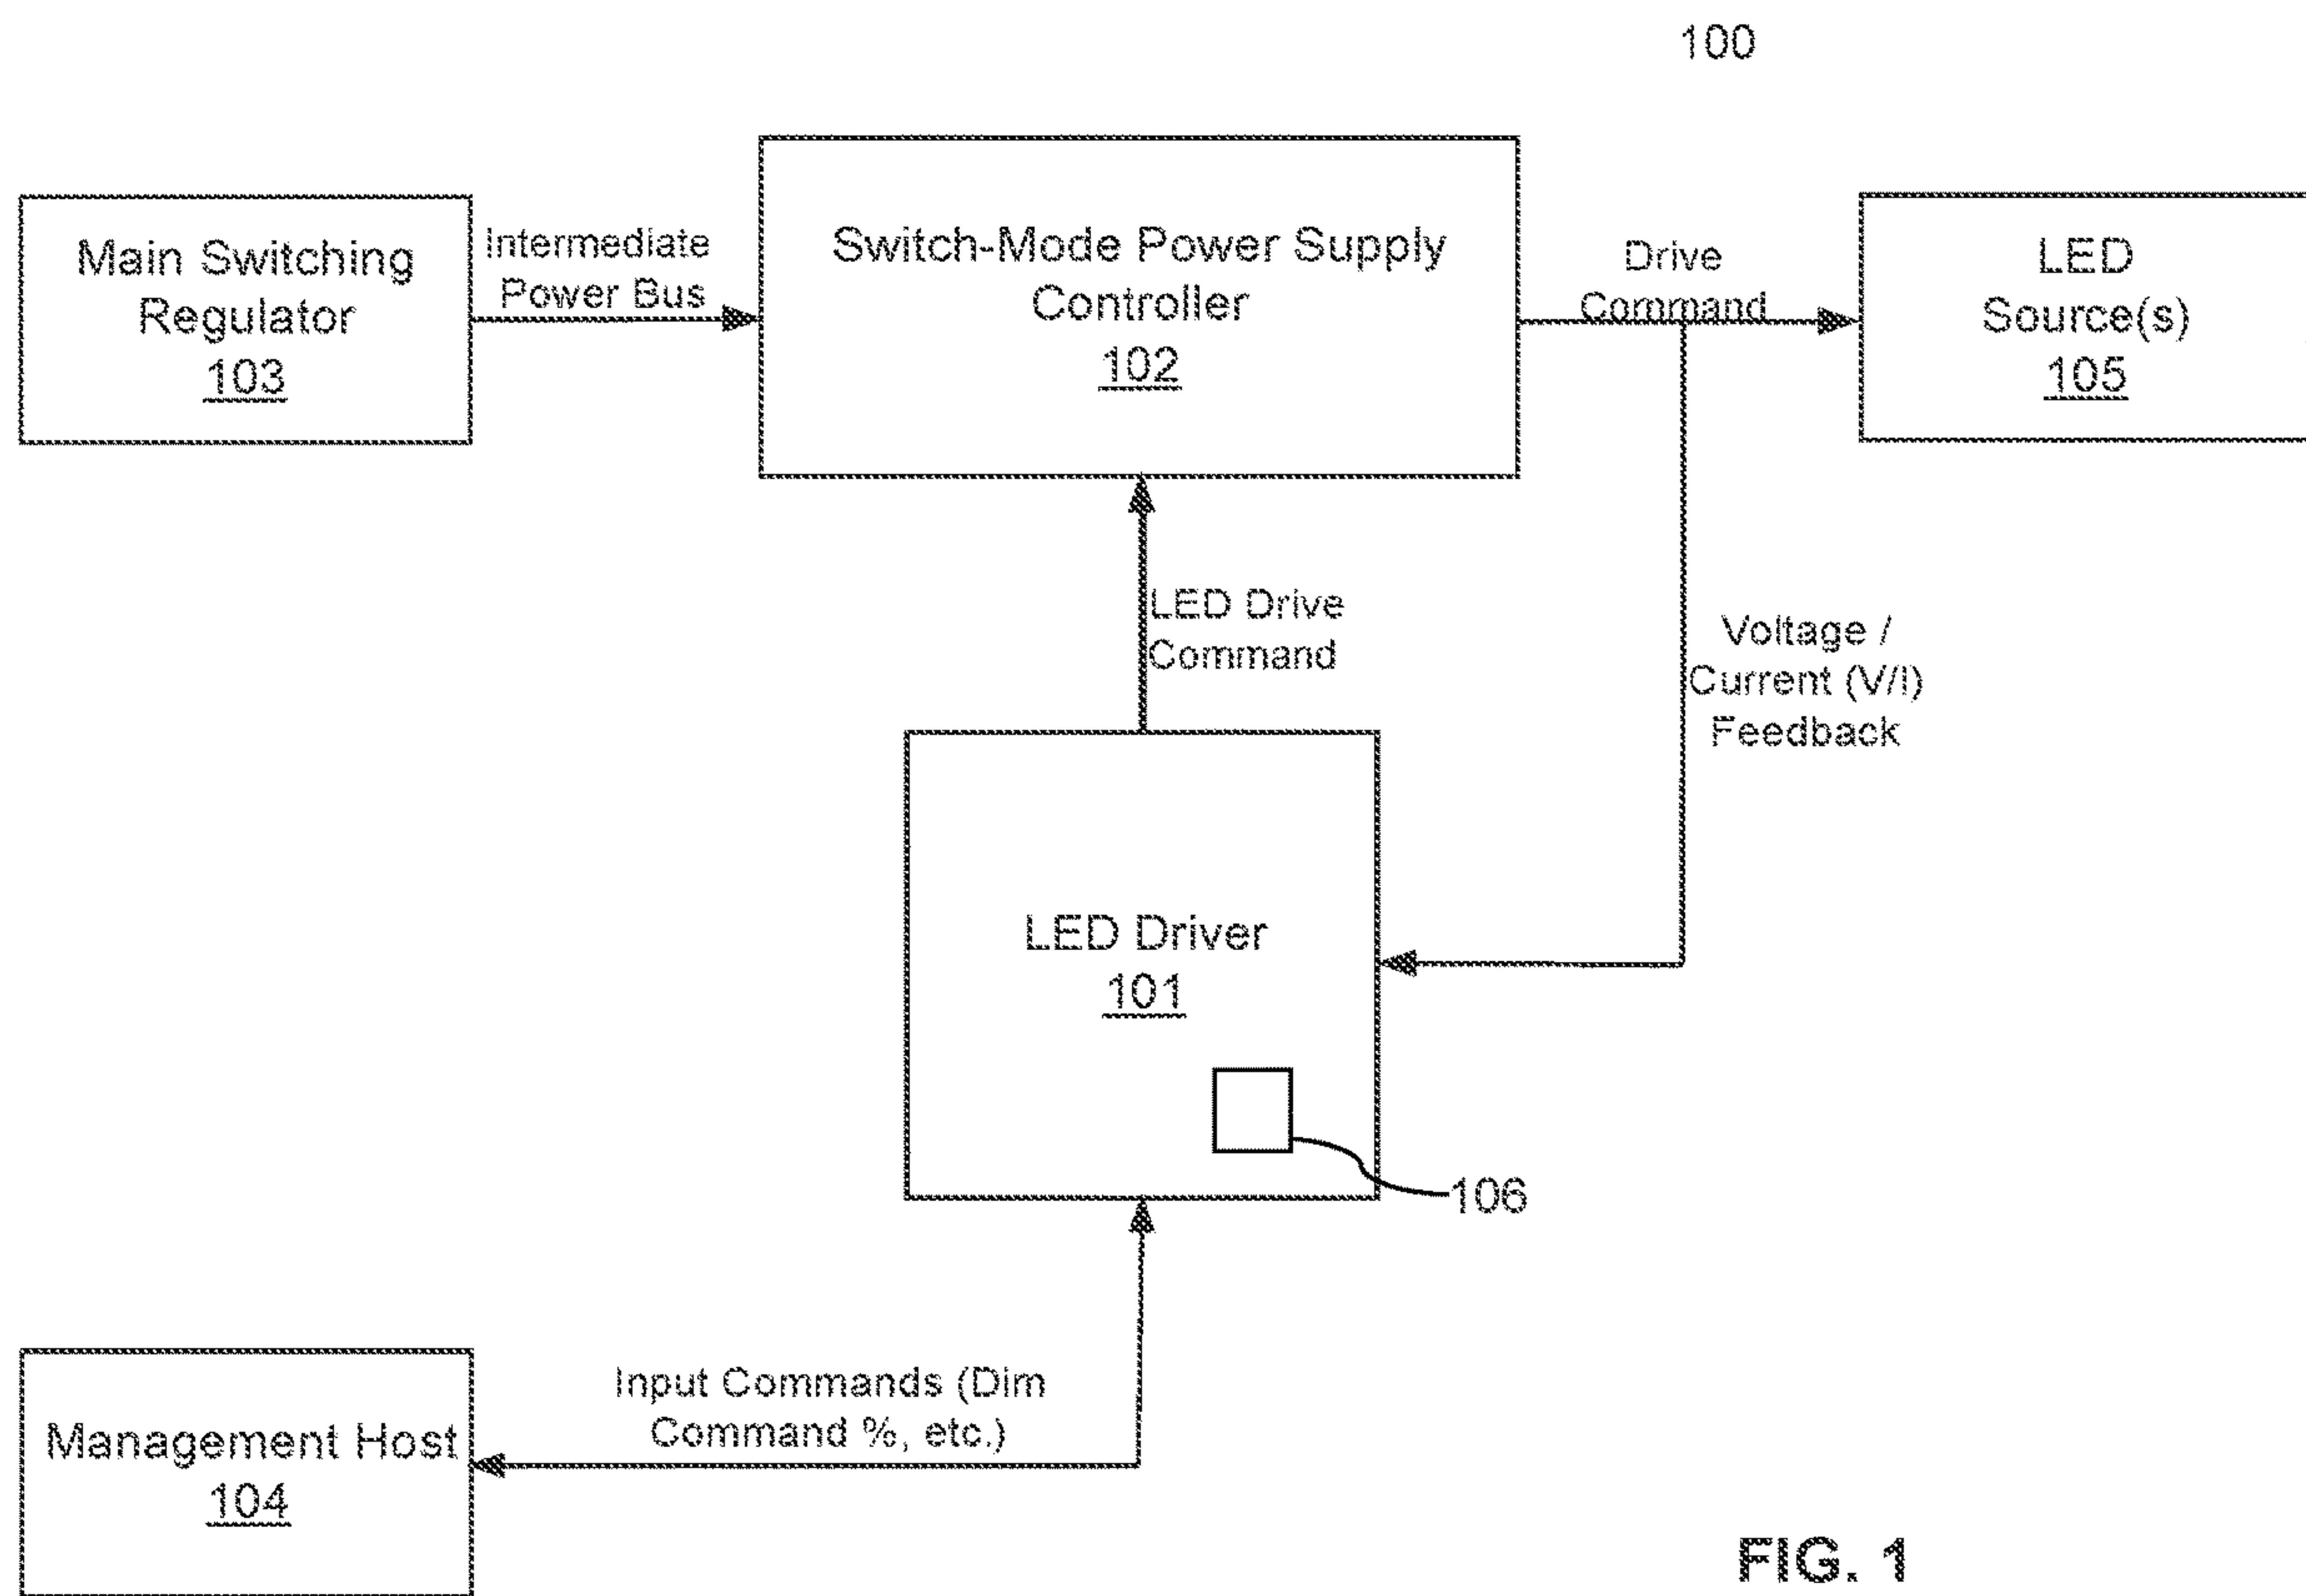 100
Main Switching
Regulator
103
Intermediate
Power Bus
Switch-Mode Power Supply
Controller
102
Drive
Command
LED
Source(s)
105
LED Drive
Command
Voltage /
Current (V/I)
Feedback
LED Driver
101
106
Input Commands (Dim
Command %, etc.)
Management Host
104
FIG. 1